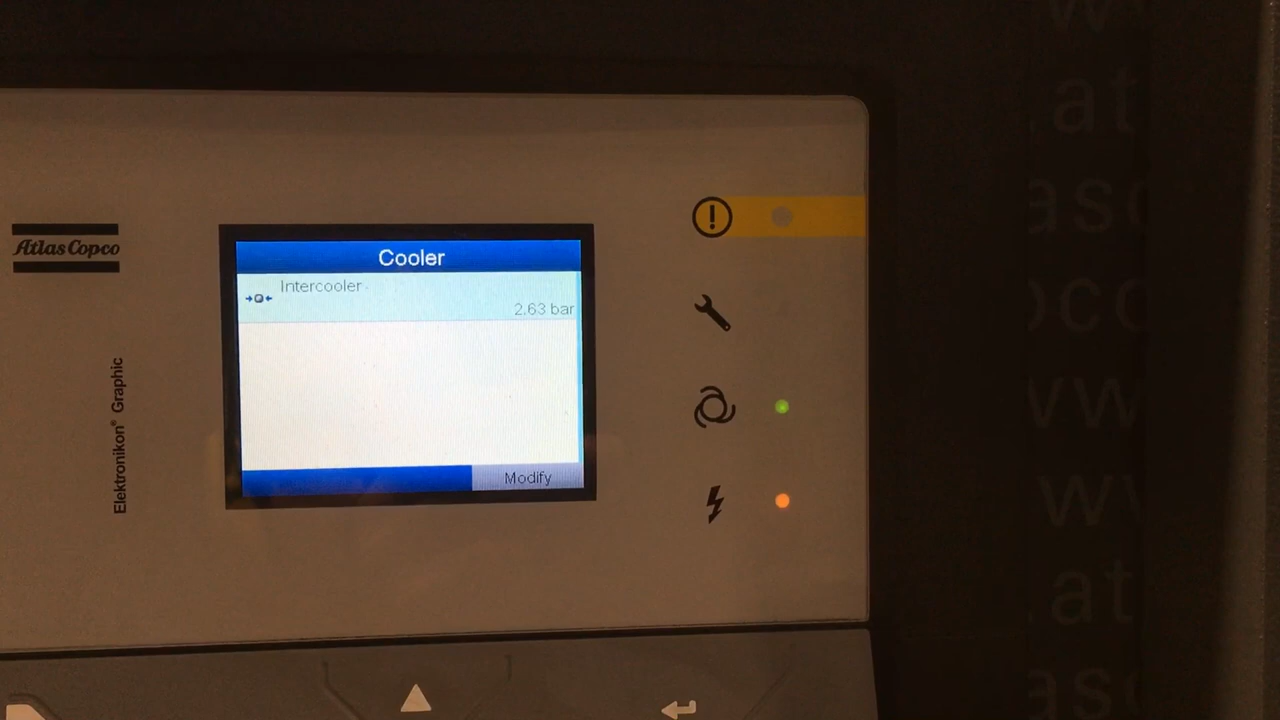 Atlas Copco
Elektronikon® Graphic
Cooler
Intercooler
2.63 bar
Modify